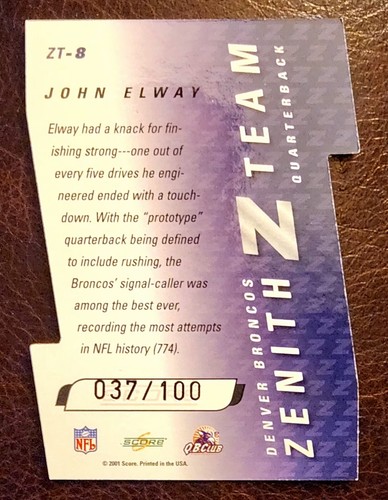 ZT-8
JOHN ELWAY
Elway had a knack for fin-
ishing strong---one out of
every five drives he engi-
neered ended with a touch-
down. With the "prototype"
quarterback being defined
to include rushing, the
Broncos' signal-caller was
among the best ever,
recording the most attempts
in NFL history (774).
037/100
DENVER BRONCOS
ZENITH Z TEAM
QUARTERBACK
NFL
SCORE
QB CLUB
© 2001 Score. Printed in the USA.